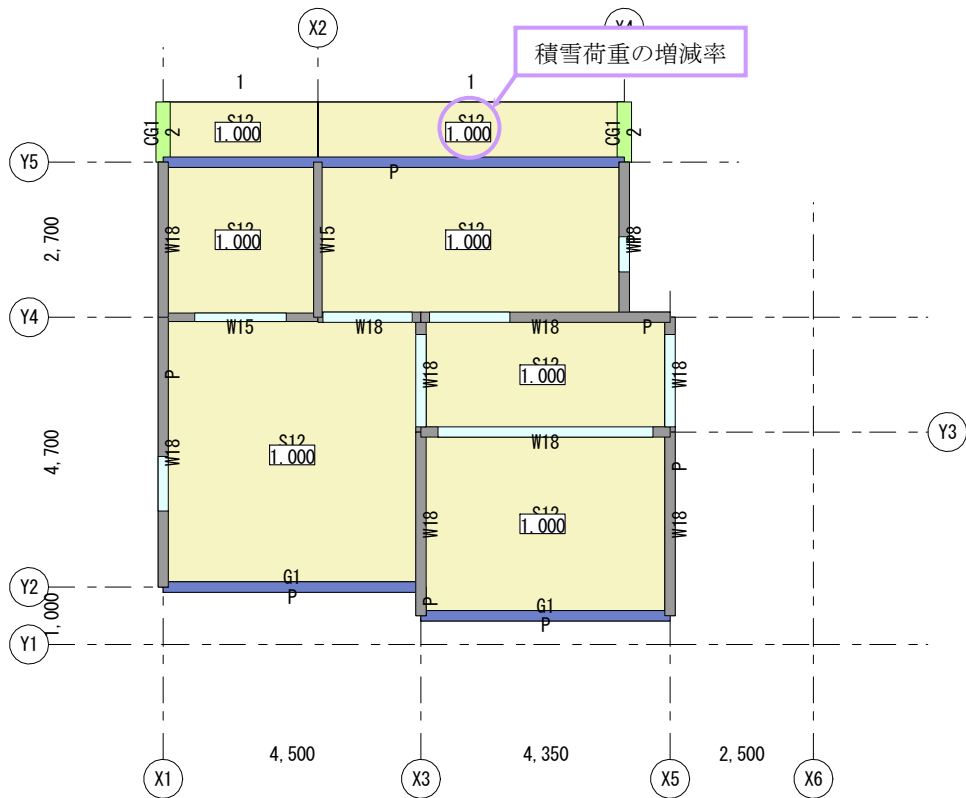 X2
X4
積雪荷重の増減率
1
1
CG1
2
S12
1.000
S12
1.000
CG1
2
Y5
P
2,700
W18
S12
1.000
W15
S12
1.000
W18
Y4
W15
W18
W18
P
P
W18
S12
1.000
W18
W18
Y3
4,700
W18
S12
1.000
P
W18
S12
1.000
W18
Y2
G1
P
P
G1
P
1,000
Y1
4,500
4,350
2,500
X1
X3
X5
X6